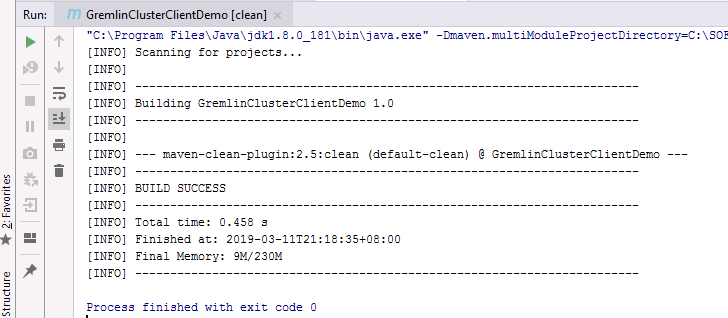 Run: GremlinClusterClientDemo [clean]
"C:\Program Files\Java\jdk1.8.0_181\bin\java.exe" -Dmaven.multiModuleProjectDirectory=C:\SOF
[INFO] Scanning for projects...
[INFO]
[INFO] ------------------------------------------------------------------------
[INFO] Building GremlinClusterClientDemo 1.0
[INFO] ------------------------------------------------------------------------
[INFO]
[INFO] --- maven-clean-plugin:2.5:clean (default-clean) @ GremlinClusterClientDemo ---
[INFO] ------------------------------------------------------------------------
[INFO] BUILD SUCCESS
[INFO] ------------------------------------------------------------------------
[INFO] Total time: 0.458 s
[INFO] Finished at: 2019-03-11T21:18:35+08:00
[INFO] Final Memory: 9M/230M
[INFO] ------------------------------------------------------------------------
Process finished with exit code 0
2: Favorites
Structure